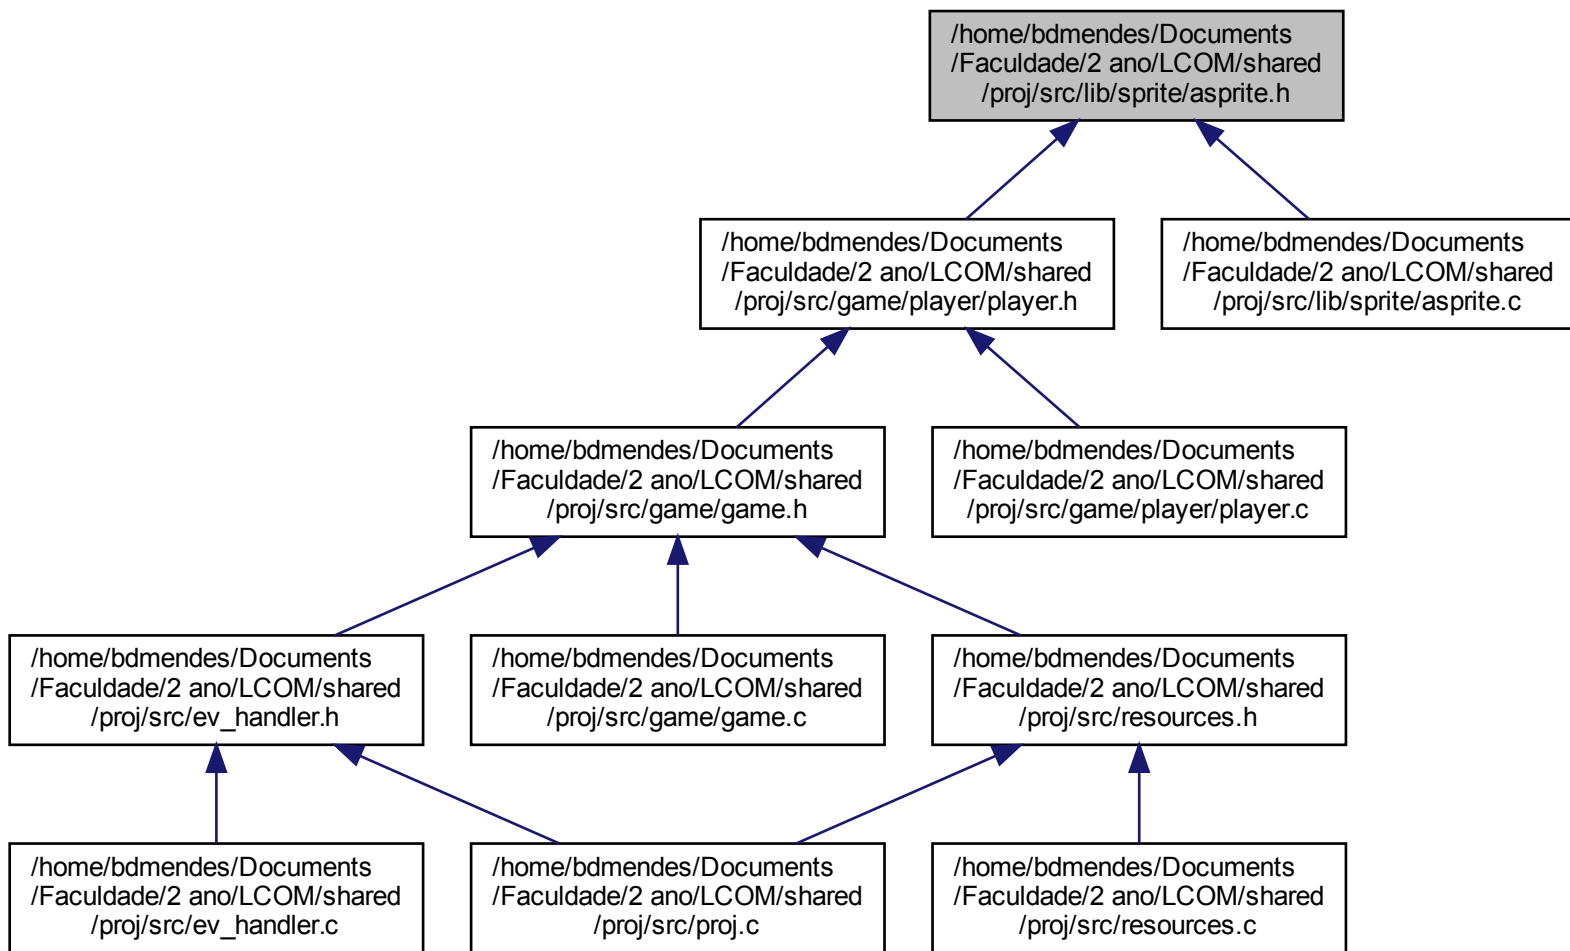 /home/bdmendes/Documents
/Faculdade/2 ano/LCOM/shared
/proj/src/lib/sprite/asprite.h
/home/bdmendes/Documents
/Faculdade/2 ano/LCOM/shared
/proj/src/game/player/player.h
/home/bdmendes/Documents
/Faculdade/2 ano/LCOM/shared
/proj/src/lib/sprite/asprite.c
/home/bdmendes/Documents
/Faculdade/2 ano/LCOM/shared
/proj/src/game/game.h
/home/bdmendes/Documents
/Faculdade/2 ano/LCOM/shared
/proj/src/game/player/player.c
/home/bdmendes/Documents
/Faculdade/2 ano/LCOM/shared
/proj/src/ev_handler.h
/home/bdmendes/Documents
/Faculdade/2 ano/LCOM/shared
/proj/src/game/game.c
/home/bdmendes/Documents
/Faculdade/2 ano/LCOM/shared
/proj/src/resources.h
/home/bdmendes/Documents
/Faculdade/2 ano/LCOM/shared
/proj/src/ev_handler.c
/home/bdmendes/Documents
/Faculdade/2 ano/LCOM/shared
/proj/src/proj.c
/home/bdmendes/Documents
/Faculdade/2 ano/LCOM/shared
/proj/src/resources.c